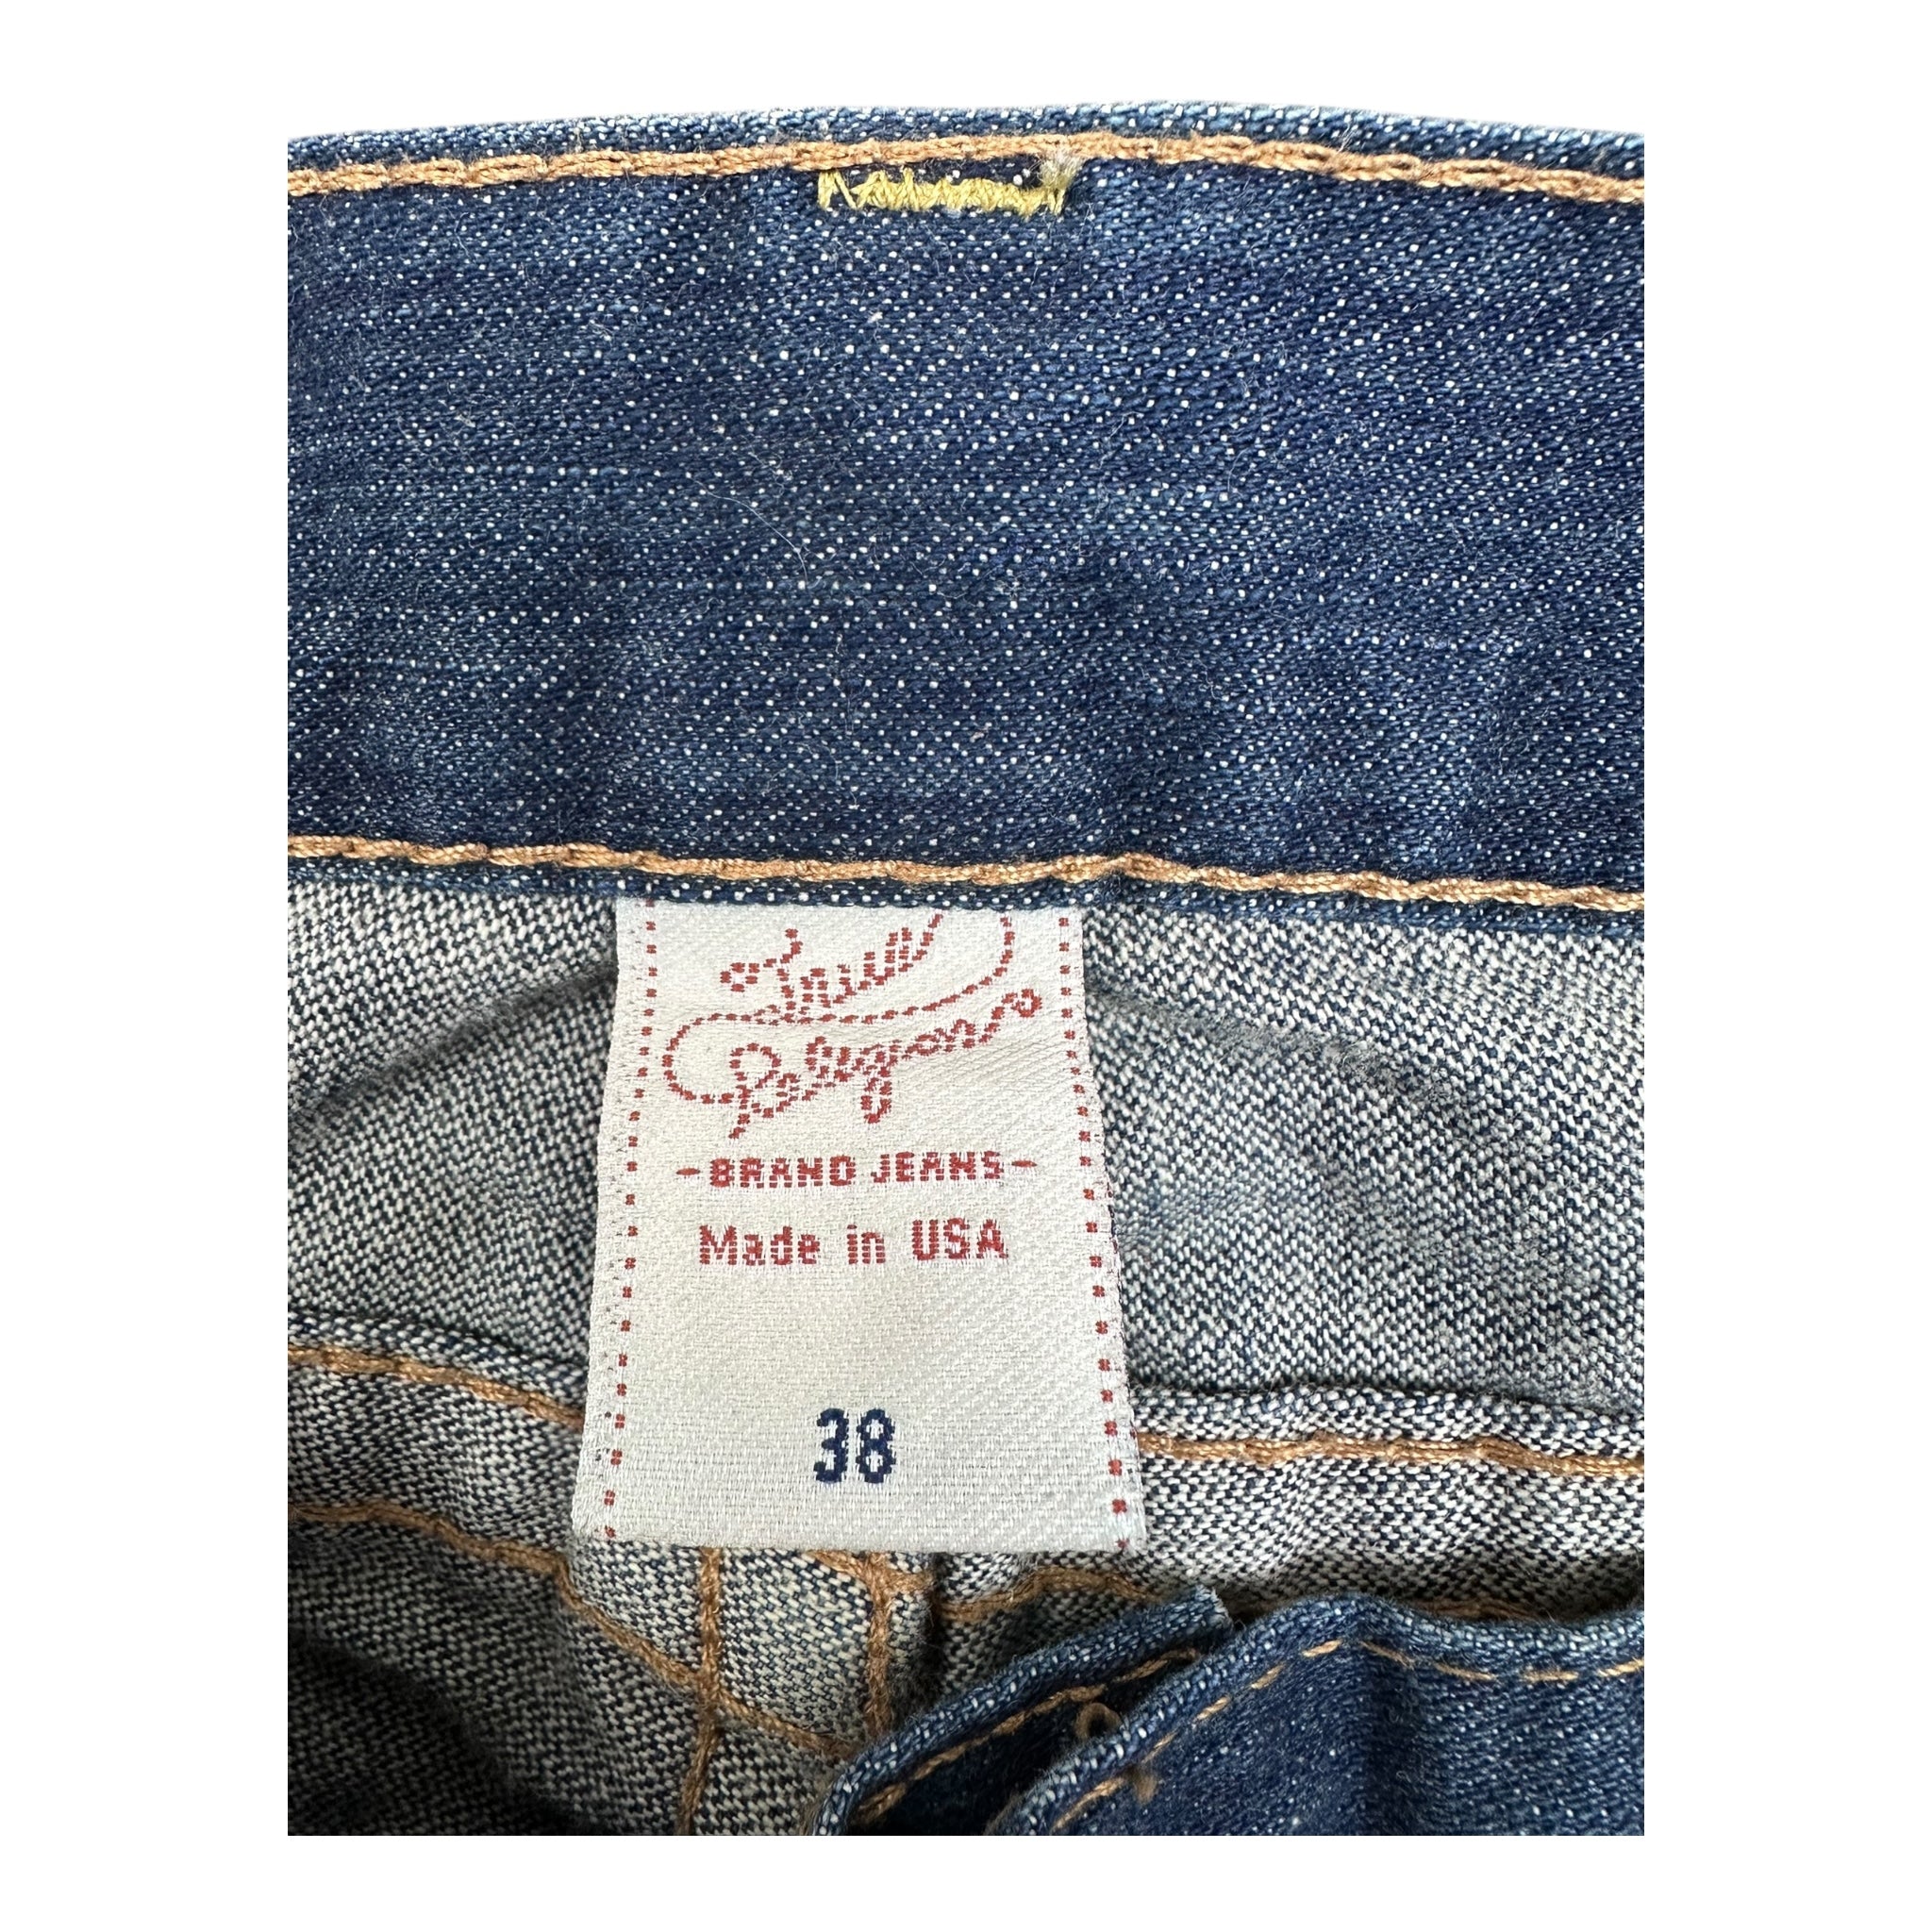 True
Religion
-BRAND JEANS-
Made in USA
38